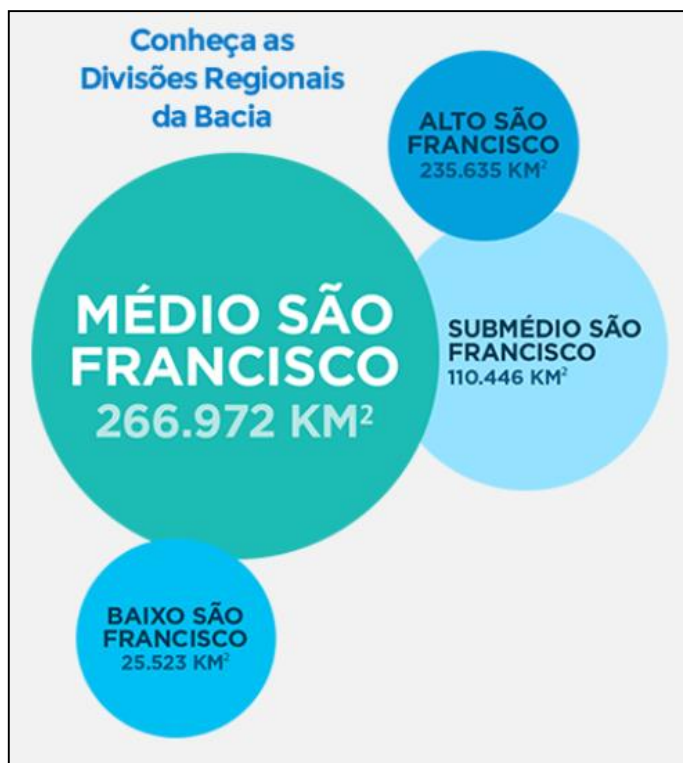 Conheça as
Divisões Regionais
da Bacia
ALTO SÃO
FRANCISCO
235.635 KM²
MÉDIO SÃO
FRANCISCO
266.972 KM²
SUBMÉDIO SÃO
FRANCISCO
110.446 KM²
BAIXO SÃO
FRANCISCO
25.523 KM²